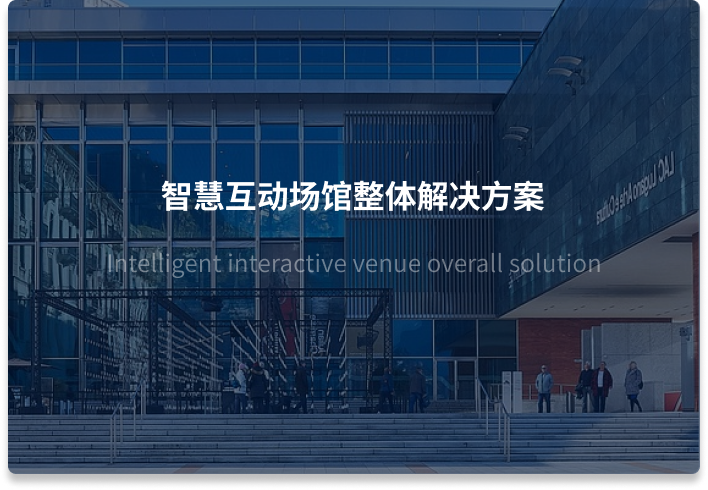 智慧互动场馆整体解决方案
Intelligent interactive venue overall solution
LAC Lugano Arte e Cultura